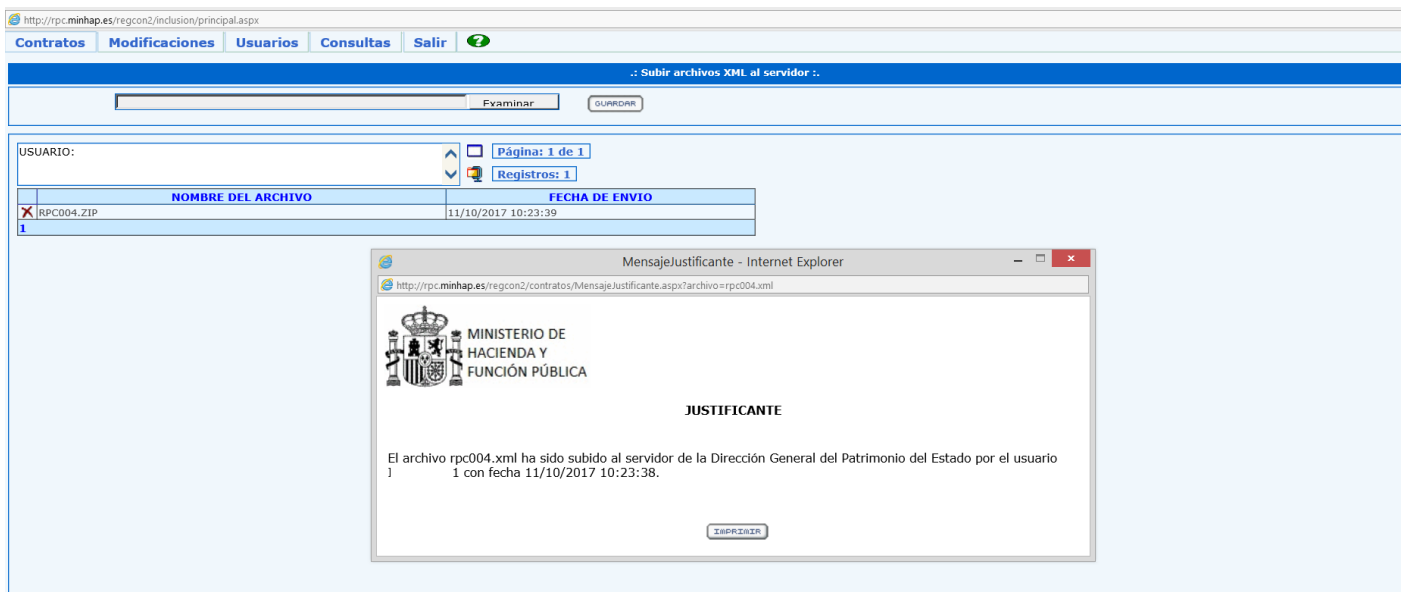 http://rpc.minhap.es/regcon2/inclusion/principal.aspx
Contratos Modificaciones Usuarios Consultas Salir ?
.: Subir archivos XML al servidor :.
Examinar GUARDAR
USUARIO: Página: 1 de 1
Registros: 1
NOMBRE DEL ARCHIVO FECHA DE ENVIO
RPC004.ZIP 11/10/2017 10:23:39
1
MensajeJustificante - Internet Explorer
http://rpc.minhap.es/regcon2/contratos/MensajeJustificante.aspx?archivo=rpc004.xml
MINISTERIO DE
HACIENDA Y
FUNCIÓN PÚBLICA
JUSTIFICANTE
El archivo rpc004.xml ha sido subido al servidor de la Dirección General del Patrimonio del Estado por el usuario
] 1 con fecha 11/10/2017 10:23:38.
IMPRIMIR